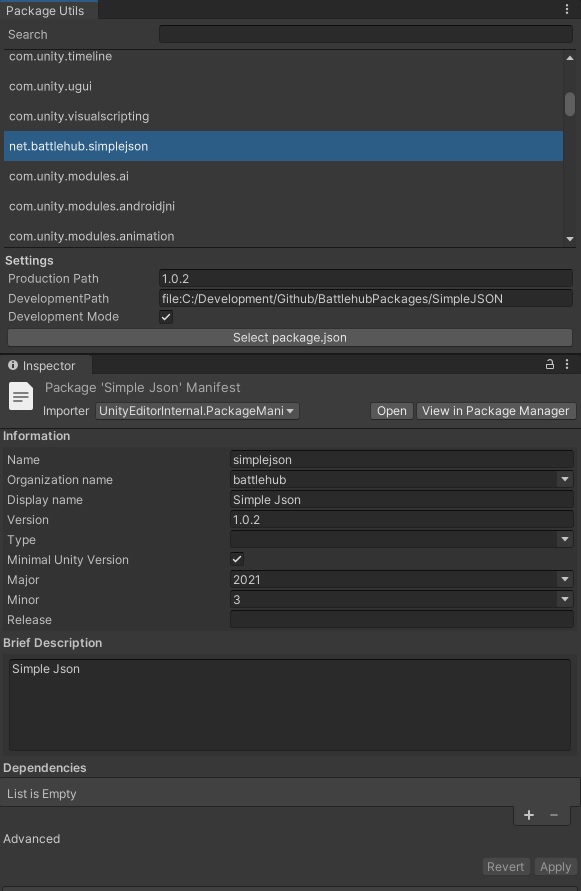 Package Utils
Search
com.unity.timeline
com.unity.ugui
com.unity.visualscripting
net.battlehub.simplejson
com.unity.modules.ai
com.unity.modules.androidjni
com.unity.modules.animation
Settings
Production Path 1.0.2
DevelopmentPath file:C:/Development/Github/BattlehubPackages/SimpleJSON
Development Mode
Select package.json
Inspector
Package 'Simple Json' Manifest
Importer UnityEditorInternal.PackageMani Open View in Package Manager
Information
Name simplejson
Organization name battlehub
Display name Simple Json
Version 1.0.2
Type
Minimal Unity Version
Major 2021
Minor 3
Release
Brief Description
Simple Json
Dependencies
List is Empty
+ −
Advanced
Revert Apply